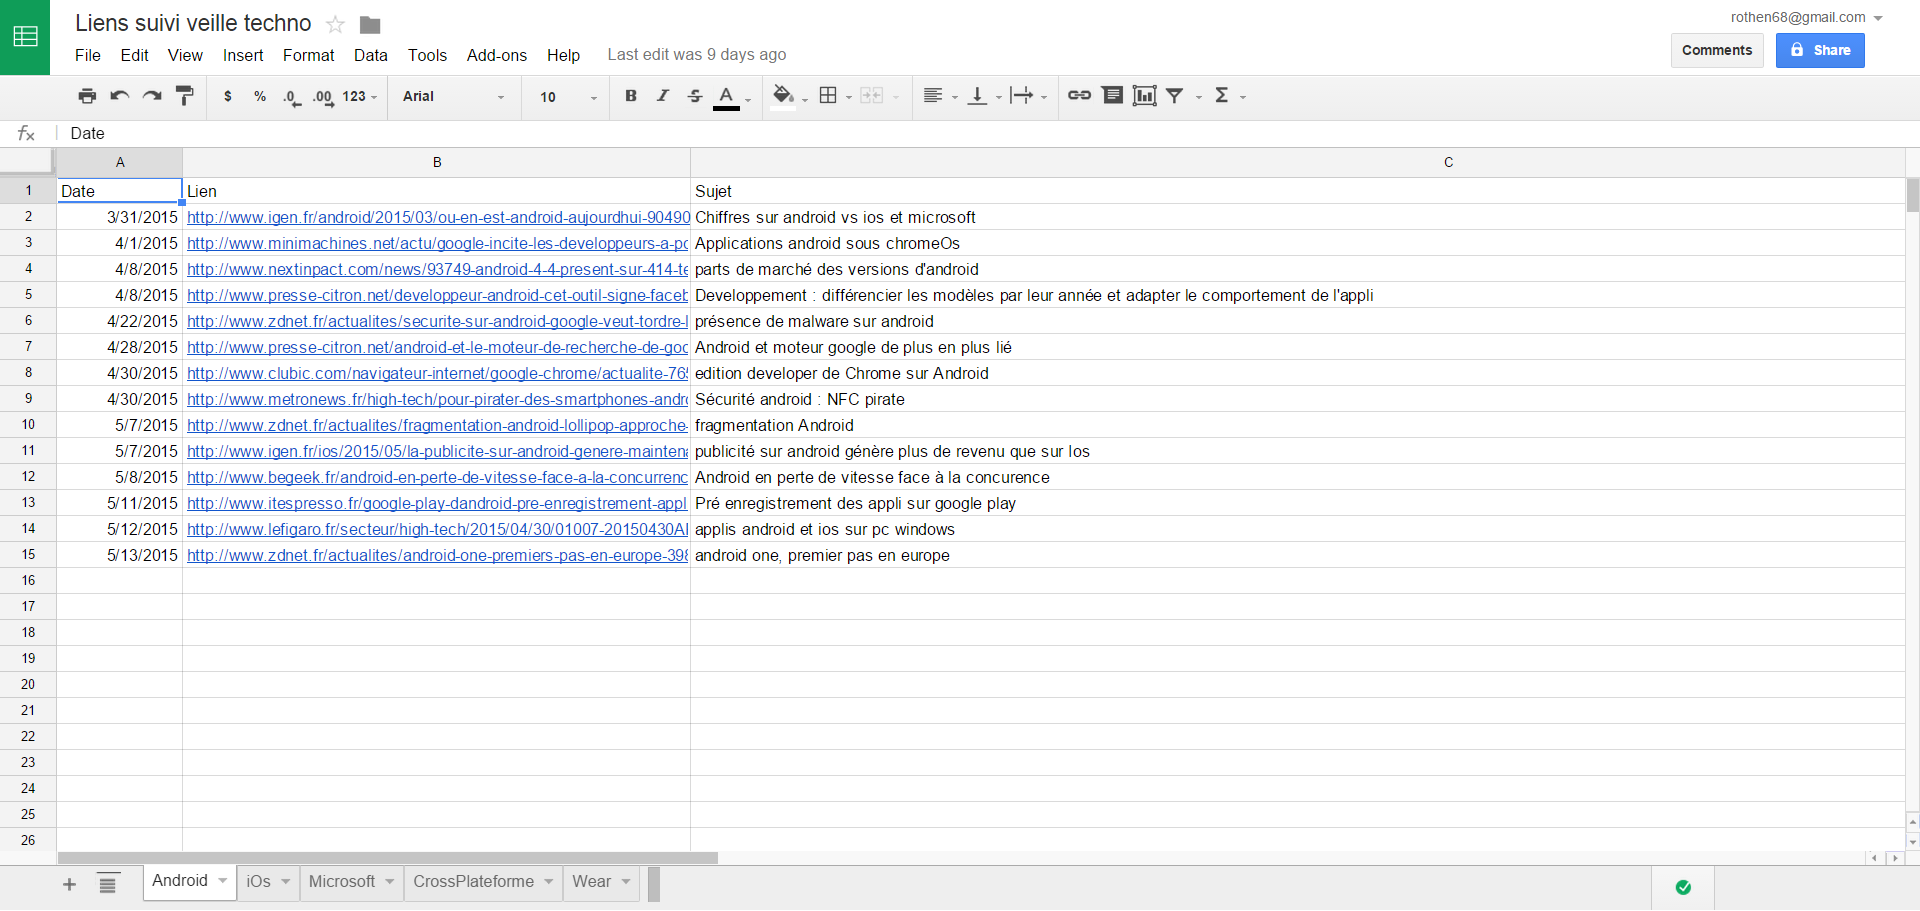 Liens suivi veille techno
rothen68@gmail.com
File Edit View Insert Format Data Tools Add-ons Help Last edit was 9 days ago
Comments Share
$ % .0 .00 123 Arial 10 B I S A Σ
fx Date
A B C
1 Date Lien Sujet
2 3/31/2015 http://www.igen.fr/android/2015/03/ou-en-est-android-aujourdhui-90490 Chiffres sur android vs ios et microsoft
3 4/1/2015 http://www.minimachines.net/actu/google-incite-les-developpeurs-a-po Applications android sous chromeOs
4 4/8/2015 http://www.nextinpact.com/news/93749-android-4-4-present-sur-414-te parts de marché des versions d'android
5 4/8/2015 http://www.presse-citron.net/developpeur-android-cet-outil-signe-faceb Developpement : différencier les modèles par leur année et adapter le comportement de l'appli
6 4/22/2015 http://www.zdnet.fr/actualites/securite-sur-android-google-veut-tordre-l présence de malware sur android
7 4/28/2015 http://www.presse-citron.net/android-et-le-moteur-de-recherche-de-goo Android et moteur google de plus en plus lié
8 4/30/2015 http://www.clubic.com/navigateur-internet/google-chrome/actualite-765 edition developer de Chrome sur Android
9 4/30/2015 http://www.metronews.fr/high-tech/pour-pirater-des-smartphones-andro Sécurité android : NFC pirate
10 5/7/2015 http://www.zdnet.fr/actualites/fragmentation-android-lollipop-approche- fragmentation Android
11 5/7/2015 http://www.igen.fr/ios/2015/05/la-publicite-sur-android-genere-maintena publicité sur android génère plus de revenu que sur Ios
12 5/8/2015 http://www.begeek.fr/android-en-perte-de-vitesse-face-a-la-concurrenc Android en perte de vitesse face à la concurence
13 5/11/2015 http://www.itespresso.fr/google-play-dandroid-pre-enregistrement-appl Pré enregistrement des appli sur google play
14 5/12/2015 http://www.lefigaro.fr/secteur/high-tech/2015/04/30/01007-20150430A applis android et ios sur pc windows
15 5/13/2015 http://www.zdnet.fr/actualites/android-one-premiers-pas-en-europe-398 android one, premier pas en europe
16
17
18
19
20
21
22
23
24
25
26
Android iOs Microsoft CrossPlateforme Wear